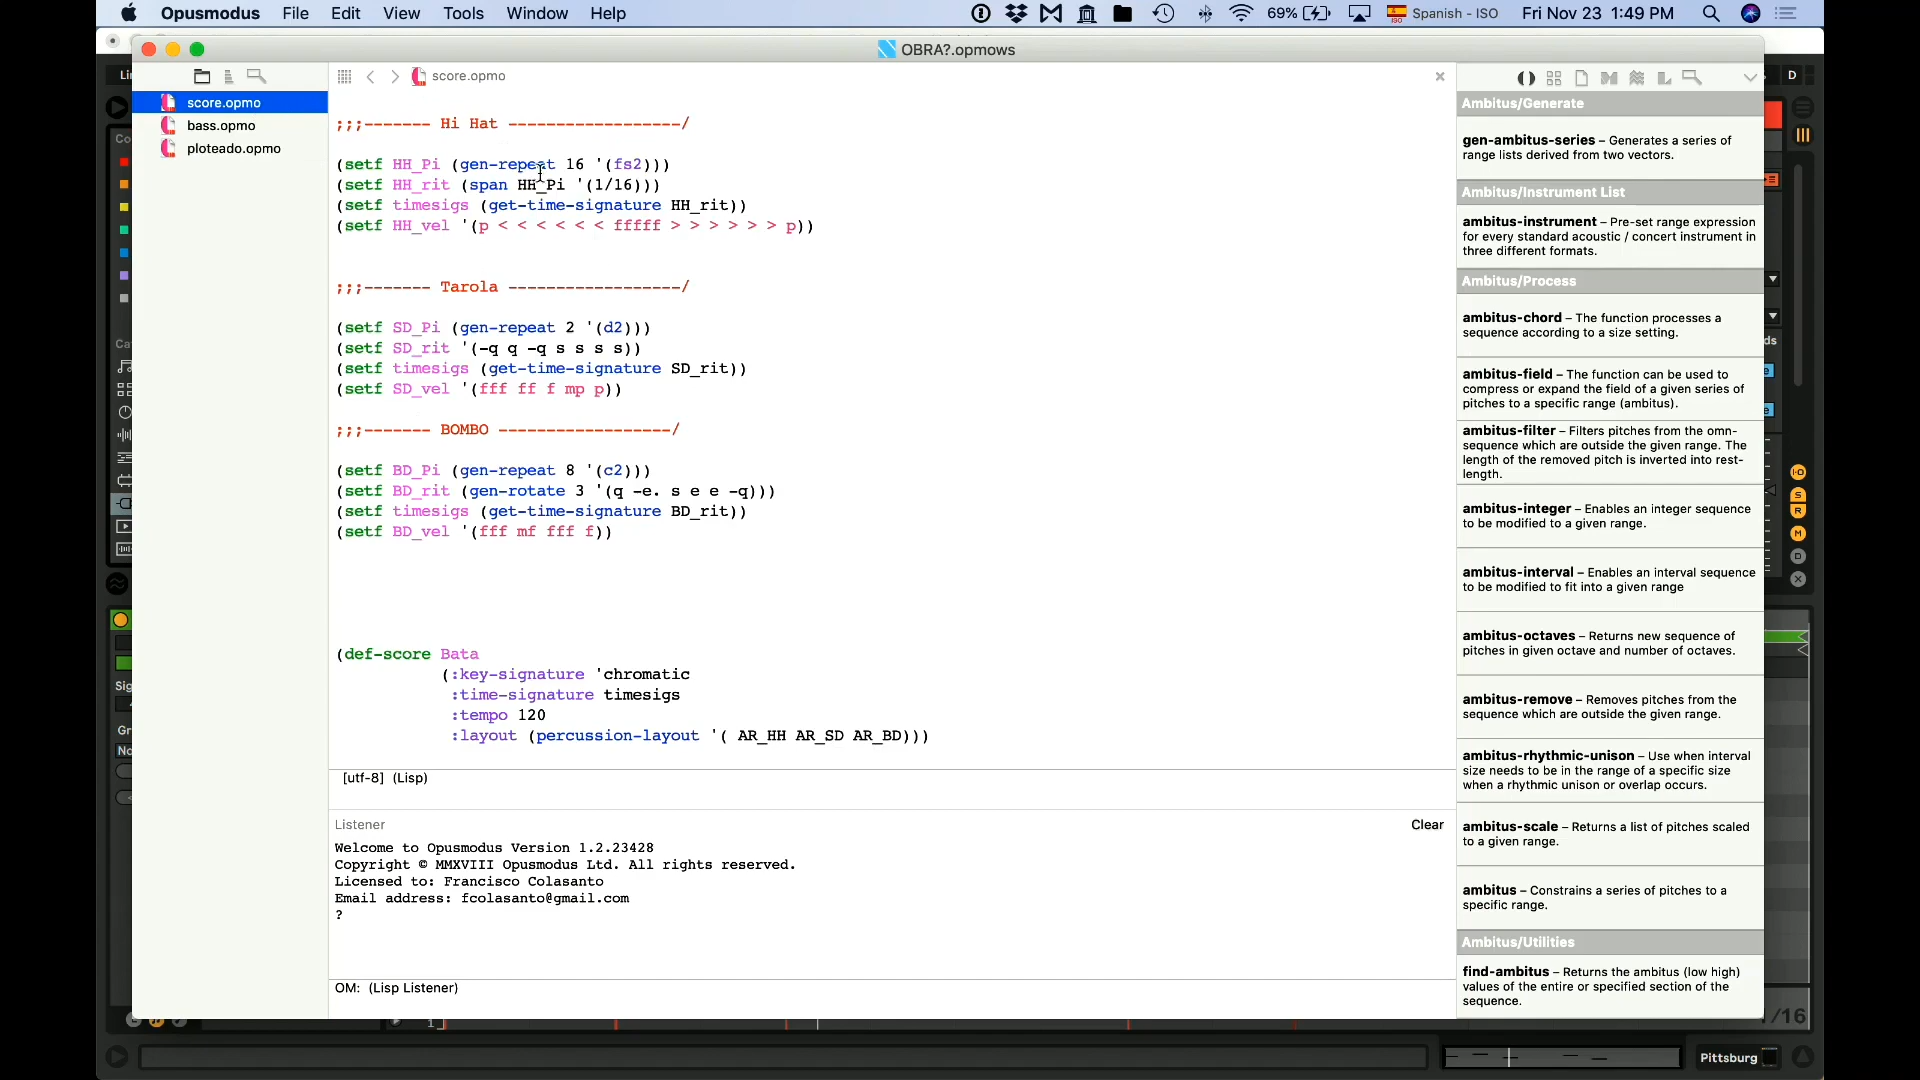 Opusmodus File Edit View Tools Window Help
69% Spanish - ISO Fri Nov 23 1:49 PM
OBRA?.opmows
score.opmo
score.opmo
bass.opmo
ploteado.opmo
;;;------- Hi Hat ------------------/
(setf HH_Pi (gen-repeat 16 '(fs2)))
(setf HH_rit (span HH_Pi '(1/16)))
(setf timesigs (get-time-signature HH_rit))
(setf HH_vel '(p < < < < < < fffff > > > > > > p))
;;;------- Tarola ------------------/
(setf SD_Pi (gen-repeat 2 '(d2)))
(setf SD_rit '(-q q -q s s s s))
(setf timesigs (get-time-signature SD_rit))
(setf SD_vel '(fff ff f mp p))
;;;------- BOMBO ------------------/
(setf BD_Pi (gen-repeat 8 '(c2)))
(setf BD_rit (gen-rotate 3 '(q -e. s e e -q)))
(setf timesigs (get-time-signature BD_rit))
(setf BD_vel '(fff mf fff f))
(def-score Bata
(:key-signature 'chromatic
:time-signature timesigs
:tempo 120
:layout (percussion-layout '( AR_HH AR_SD AR_BD)))
[utf-8] (Lisp)
Listener
Clear
Welcome to Opusmodus Version 1.2.23428
Copyright © MMXVIII Opusmodus Ltd. All rights reserved.
Licensed to: Francisco Colasanto
Email address: fcolasanto@gmail.com
?
OM: (Lisp Listener)
Ambitus/Generate
gen-ambitus-series – Generates a series of
range lists derived from two vectors.
Ambitus/Instrument List
ambitus-instrument – Pre-set range expression
for every standard acoustic / concert instrument in
three different formats.
Ambitus/Process
ambitus-chord – The function processes a
sequence according to a size setting.
ambitus-field – The function can be used to
compress or expand the field of a given series of
pitches to a specific range (ambitus).
ambitus-filter – Filters pitches from the omn-
sequence which are outside the given range. The
length of the removed pitch is inverted into rest-
length.
ambitus-integer – Enables an integer sequence
to be modified to a given range.
ambitus-interval – Enables an interval sequence
to be modified to fit into a given range
ambitus-octaves – Returns new sequence of
pitches in given octave and number of octaves.
ambitus-remove – Removes pitches from the
sequence which are outside the given range.
ambitus-rhythmic-unison – Use when interval
size needs to be in the range of a specific size
when a rhythmic unison or overlap occurs.
ambitus-scale – Returns a list of pitches scaled
to a given range.
ambitus – Constrains a series of pitches to a
specific range.
Ambitus/Utilities
find-ambitus – Returns the ambitus (low high)
values of the entire or specified section of the
sequence.
Li
Co
Ca
Sig
Gr
No
D
ds
1
/16
Pittsburg